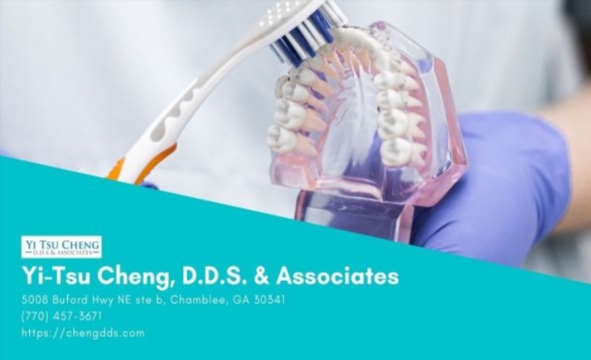 YI TSU CHENG
D.D.S & ASSOCIATES
Yi-Tsu Cheng, D.D.S. & Associates
5008 Buford Hwy NE ste b, Chamblee, GA 30341
(770) 457-3671
https://chengdds.com